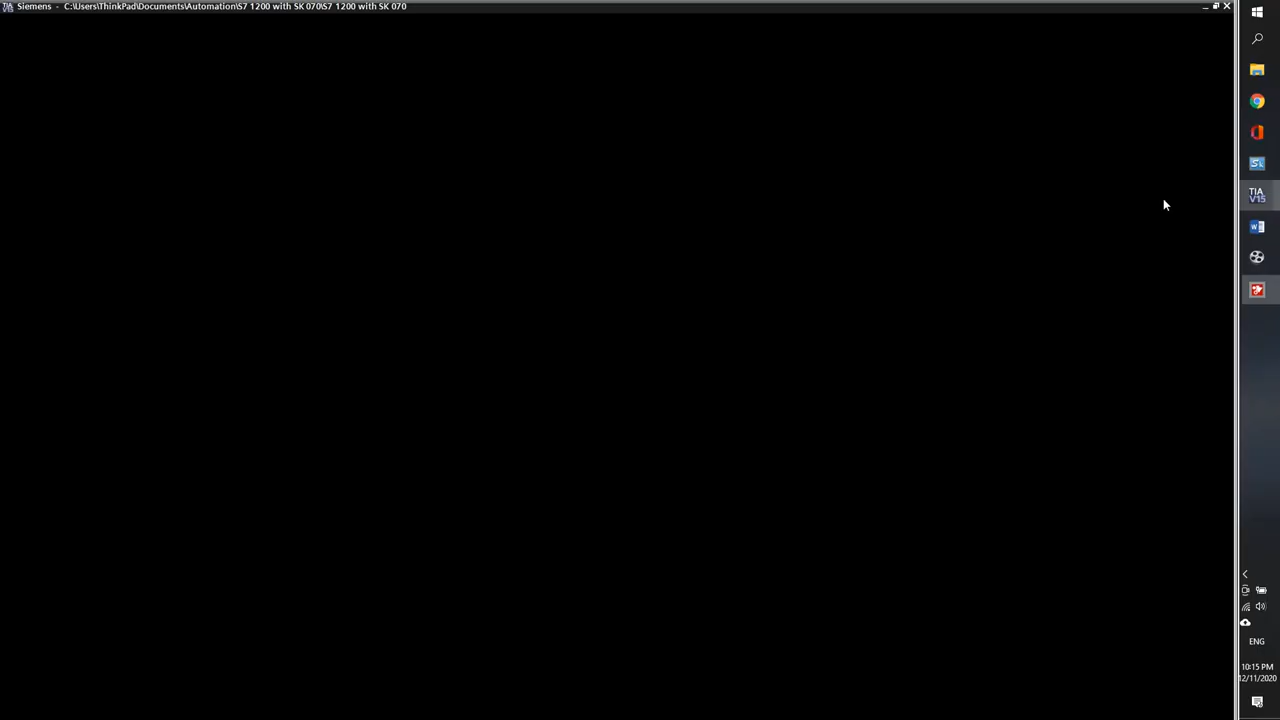 Siemens - C:\Users\ThinkPad\Documents\Automation\S7 1200 with SK 070\S7 1200 with SK 070
TIA
V15
ENG
10:15 PM
12/11/2020